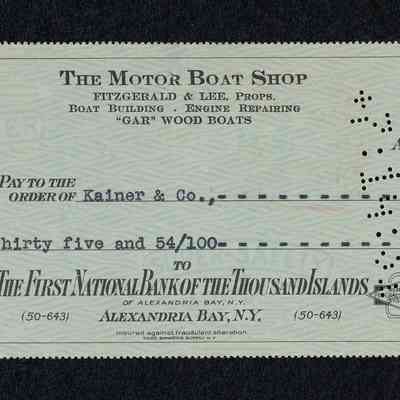 THE MOTOR BOAT SHOP
FITZGERALD & LEE, PROPS.
BOAT BUILDING - ENGINE REPAIRING
"GAR" WOOD BOATS
PAY TO THE
ORDER OF Kainer & Co.,- - - - - - - - - - -
hirty five and 54/100- - - - - - - - - -
TO
THE FIRST NATIONAL BANK OF THE THOUSAND ISLANDS
OF ALEXANDRIA BAY, N.Y.
(50-643) ALEXANDRIA BAY, N.Y. (50-643)
insured against fraudulent alteration